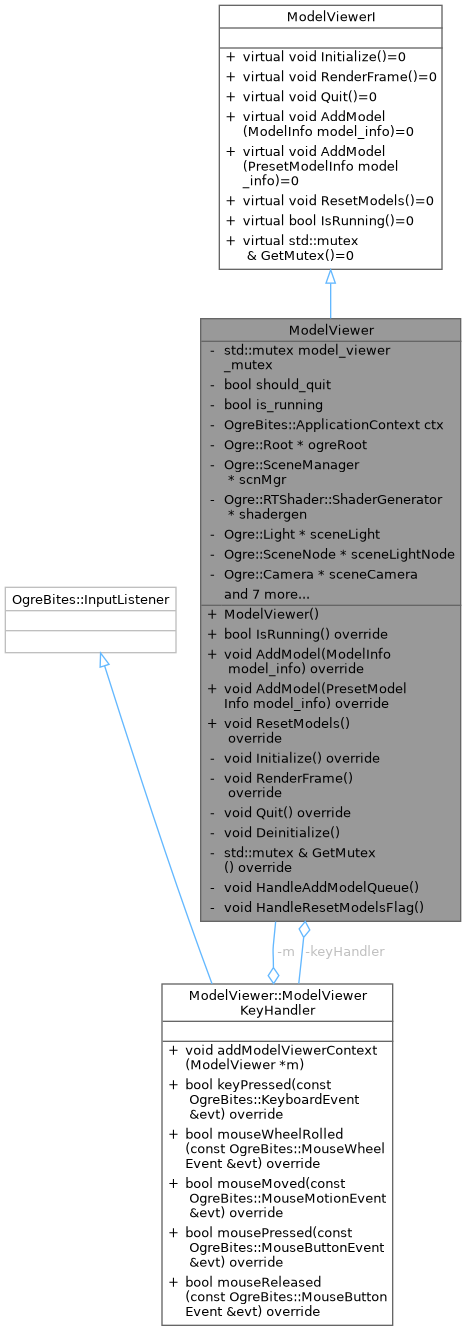 ModelViewerI
+ virtual void Initialize()=0
+ virtual void RenderFrame()=0
+ virtual void Quit()=0
+ virtual void AddModel
(ModelInfo model_info)=0
+ virtual void AddModel
(PresetModelInfo model
_info)=0
+ virtual void ResetModels()=0
+ virtual bool IsRunning()=0
+ virtual std::mutex
& GetMutex()=0
ModelViewer
- std::mutex model_viewer
_mutex
- bool should_quit
- bool is_running
- OgreBites::ApplicationContext ctx
- Ogre::Root * ogreRoot
- Ogre::SceneManager
* scnMgr
- Ogre::RTShader::ShaderGenerator
* shadergen
- Ogre::Light * sceneLight
- Ogre::SceneNode * sceneLightNode
- Ogre::Camera * sceneCamera
and 7 more...
+ ModelViewer()
+ bool IsRunning() override
+ void AddModel(ModelInfo
model_info) override
+ void AddModel(PresetModel
Info model_info) override
+ void ResetModels()
override
- void Initialize() override
- void RenderFrame()
override
- void Quit() override
- void Deinitialize()
- std::mutex & GetMutex
() override
- void HandleAddModelQueue()
- void HandleResetModelsFlag()
OgreBites::InputListener
-m
-keyHandler
ModelViewer::ModelViewer
KeyHandler
+ void addModelViewerContext
(ModelViewer *m)
+ bool keyPressed(const
OgreBites::KeyboardEvent
&evt) override
+ bool mouseWheelRolled
(const OgreBites::MouseWheel
Event &evt) override
+ bool mouseMoved(const
OgreBites::MouseMotionEvent
&evt) override
+ bool mousePressed(const
OgreBites::MouseButtonEvent
&evt) override
+ bool mouseReleased
(const OgreBites::MouseButton
Event &evt) override